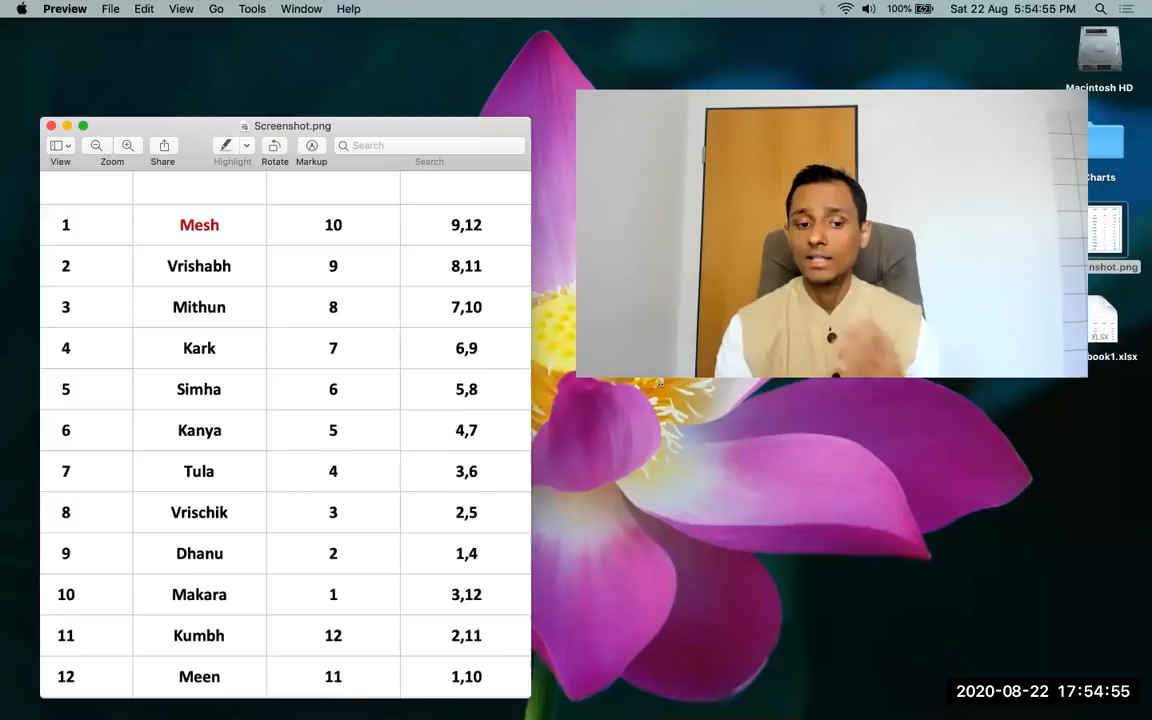 Preview File Edit View Go Tools Window Help 100% Sat 22 Aug 5:54:55 PM
Macintosh HD
Screenshot.png
Search
View Zoom Share Highlight Rotate Markup Search
Charts
1 Mesh 10 9,12
2 Vrishabh 9 8,11
nshot.png
3 Mithun 8 7,10
XLSX
4 Kark 7 6,9
book1.xlsx
5 Simha 6 5,8
6 Kanya 5 4,7
7 Tula 4 3,6
8 Vrischik 3 2,5
9 Dhanu 2 1,4
10 Makara 1 3,12
11 Kumbh 12 2,11
12 Meen 11 1,10
2020-08-22 17:54:55